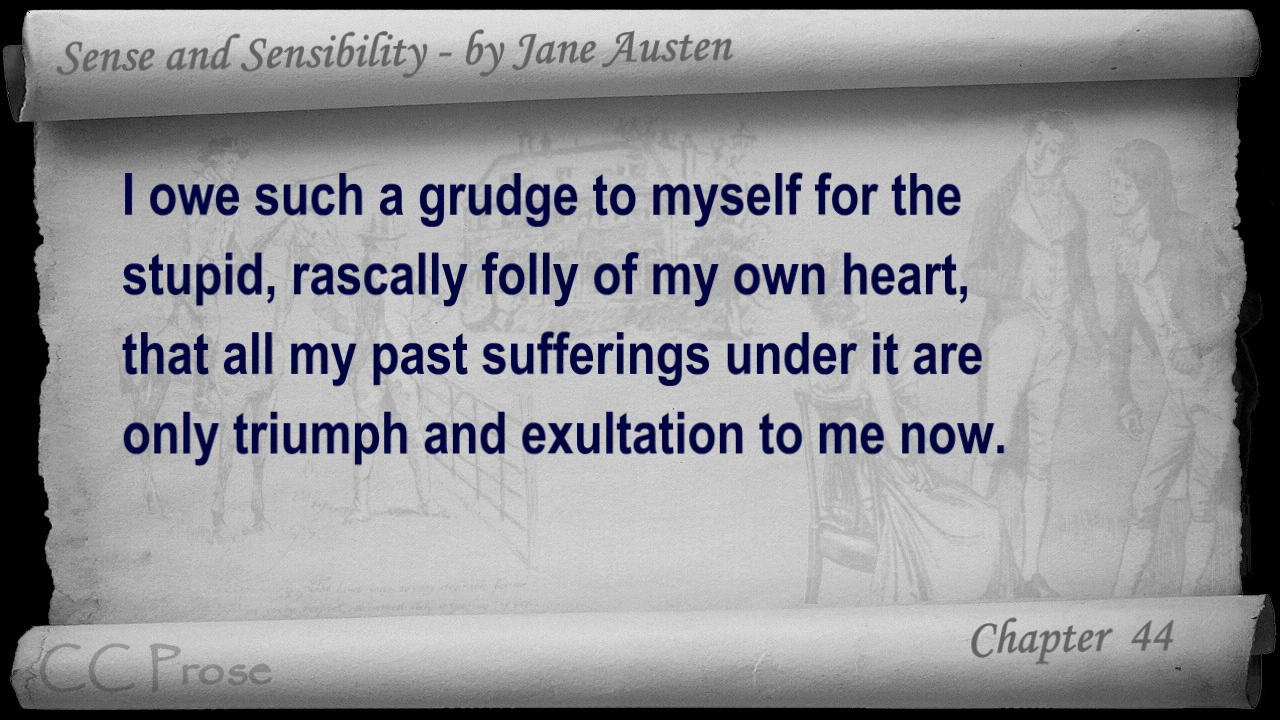 Sense and Sensibility - by Jane Austen
I owe such a grudge to myself for the
stupid, rascally folly of my own heart,
that all my past sufferings under it are
only triumph and exultation to me now.
Chapter 44
CC Prose